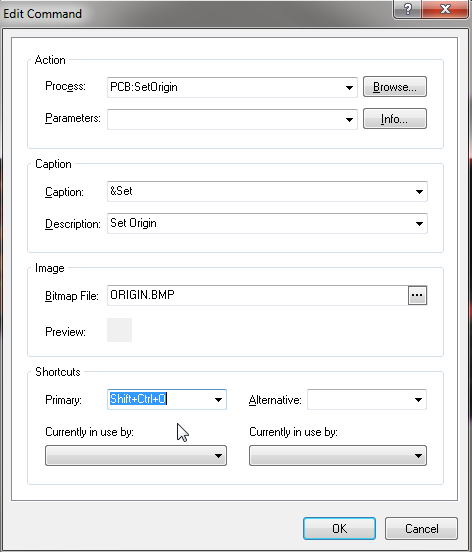 Edit Command
?
Action
Process: PCB:SetOrigin Browse...
Parameters: Info...
Caption
Caption: &Set
Description: Set Origin
Image
Bitmap File: ORIGIN.BMP ...
Preview:
Shortcuts
Primary: Shift+Ctrl+O Alternative:
Currently in use by: Currently in use by:
OK Cancel